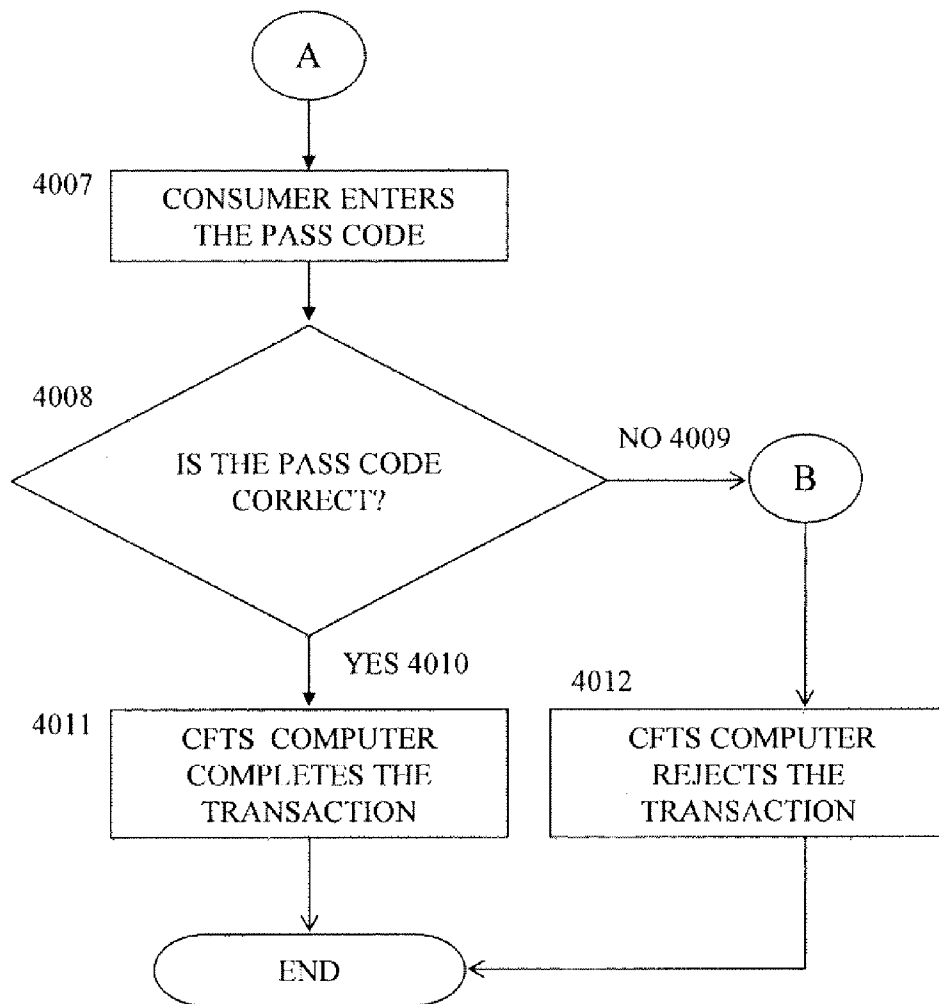 A
4007
CONSUMER ENTERS
THE PASS CODE
4008
IS THE PASS CODE
CORRECT?
NO 4009
B
YES 4010
4011
CFTS COMPUTER
COMPLETES THE
TRANSACTION
4012
CFTS COMPUTER
REJECTS THE
TRANSACTION
END